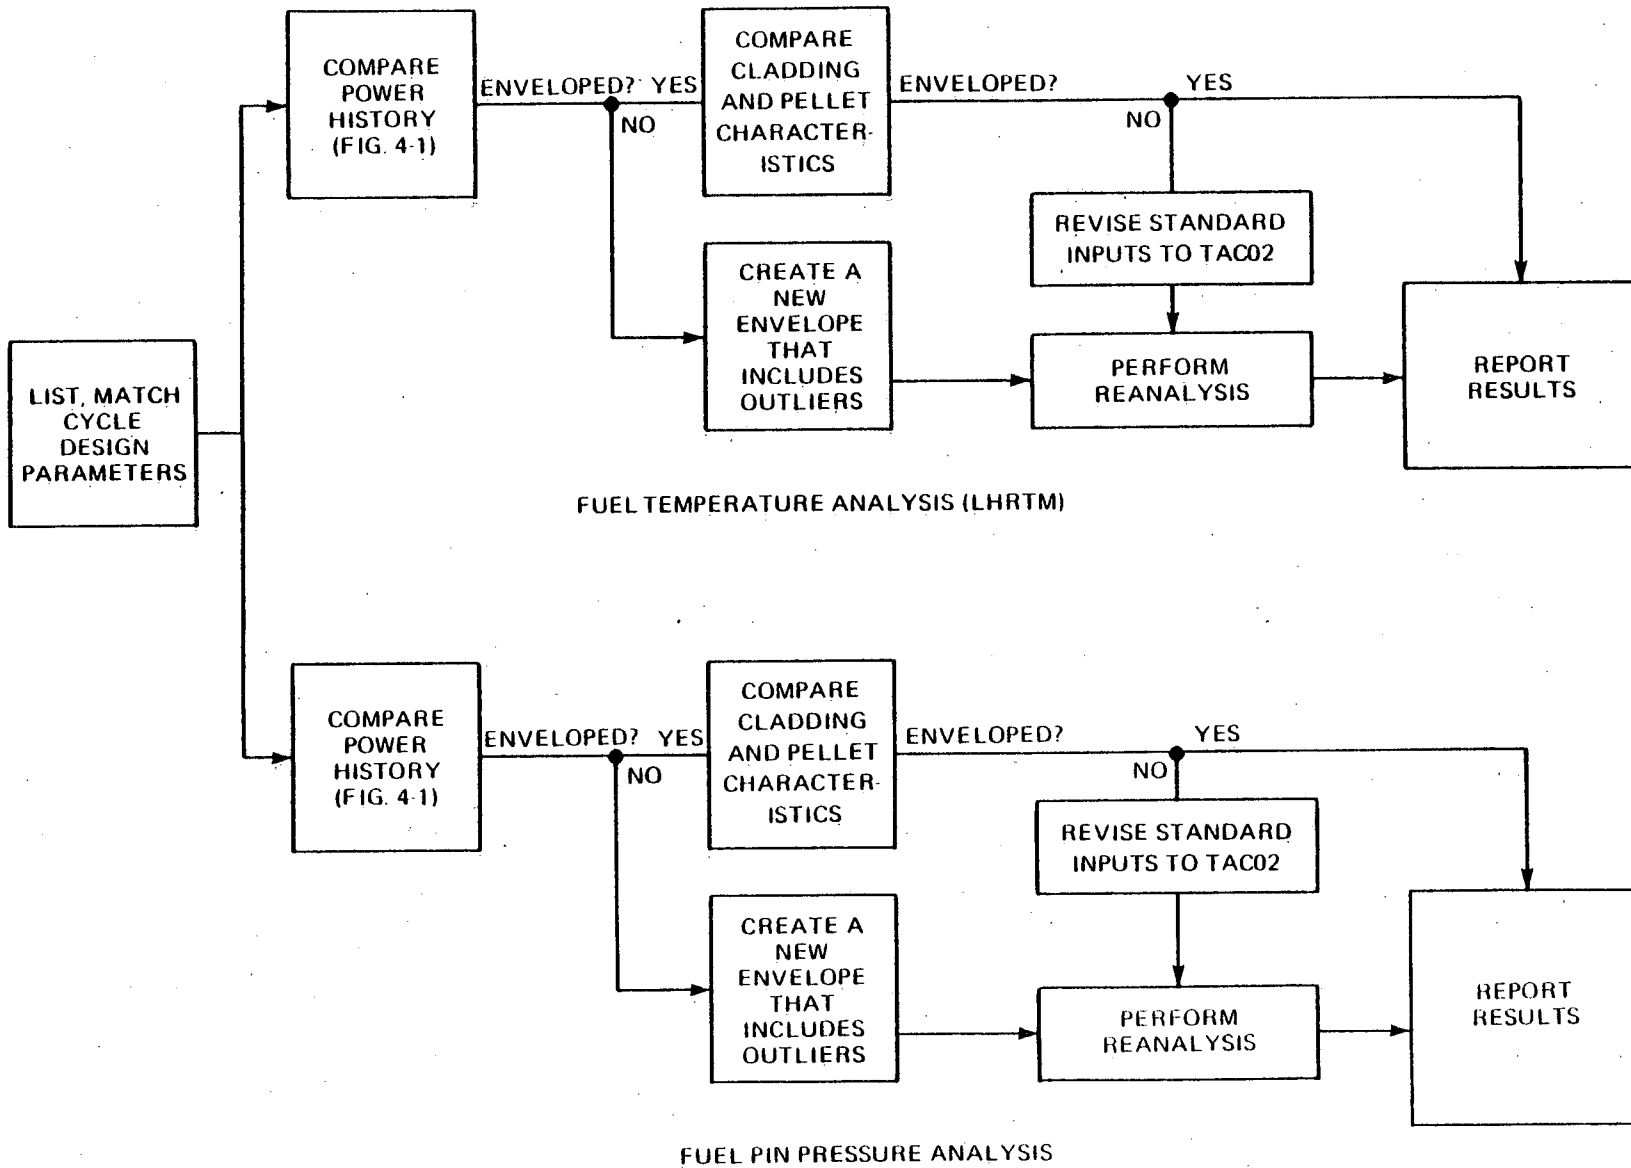 LIST, MATCH
CYCLE
DESIGN
PARAMETERS
COMPARE
POWER
HISTORY
(FIG. 4-1)
ENVELOPED? YES
NO
COMPARE
CLADDING
AND PELLET
CHARACTER-
ISTICS
ENVELOPED?
YES
NO
CREATE A
NEW
ENVELOPE
THAT
INCLUDES
OUTLIERS
REVISE STANDARD
INPUTS TO TACO2
PERFORM
REANALYSIS
REPORT
RESULTS
FUEL TEMPERATURE ANALYSIS (LHRTM)
COMPARE
POWER
HISTORY
(FIG. 4-1)
ENVELOPED? YES
NO
COMPARE
CLADDING
AND PELLET
CHARACTER-
ISTICS
ENVELOPED?
YES
NO
CREATE A
NEW
ENVELOPE
THAT
INCLUDES
OUTLIERS
REVISE STANDARD
INPUTS TO TACO2
PERFORM
REANALYSIS
REPORT
RESULTS
FUEL PIN PRESSURE ANALYSIS